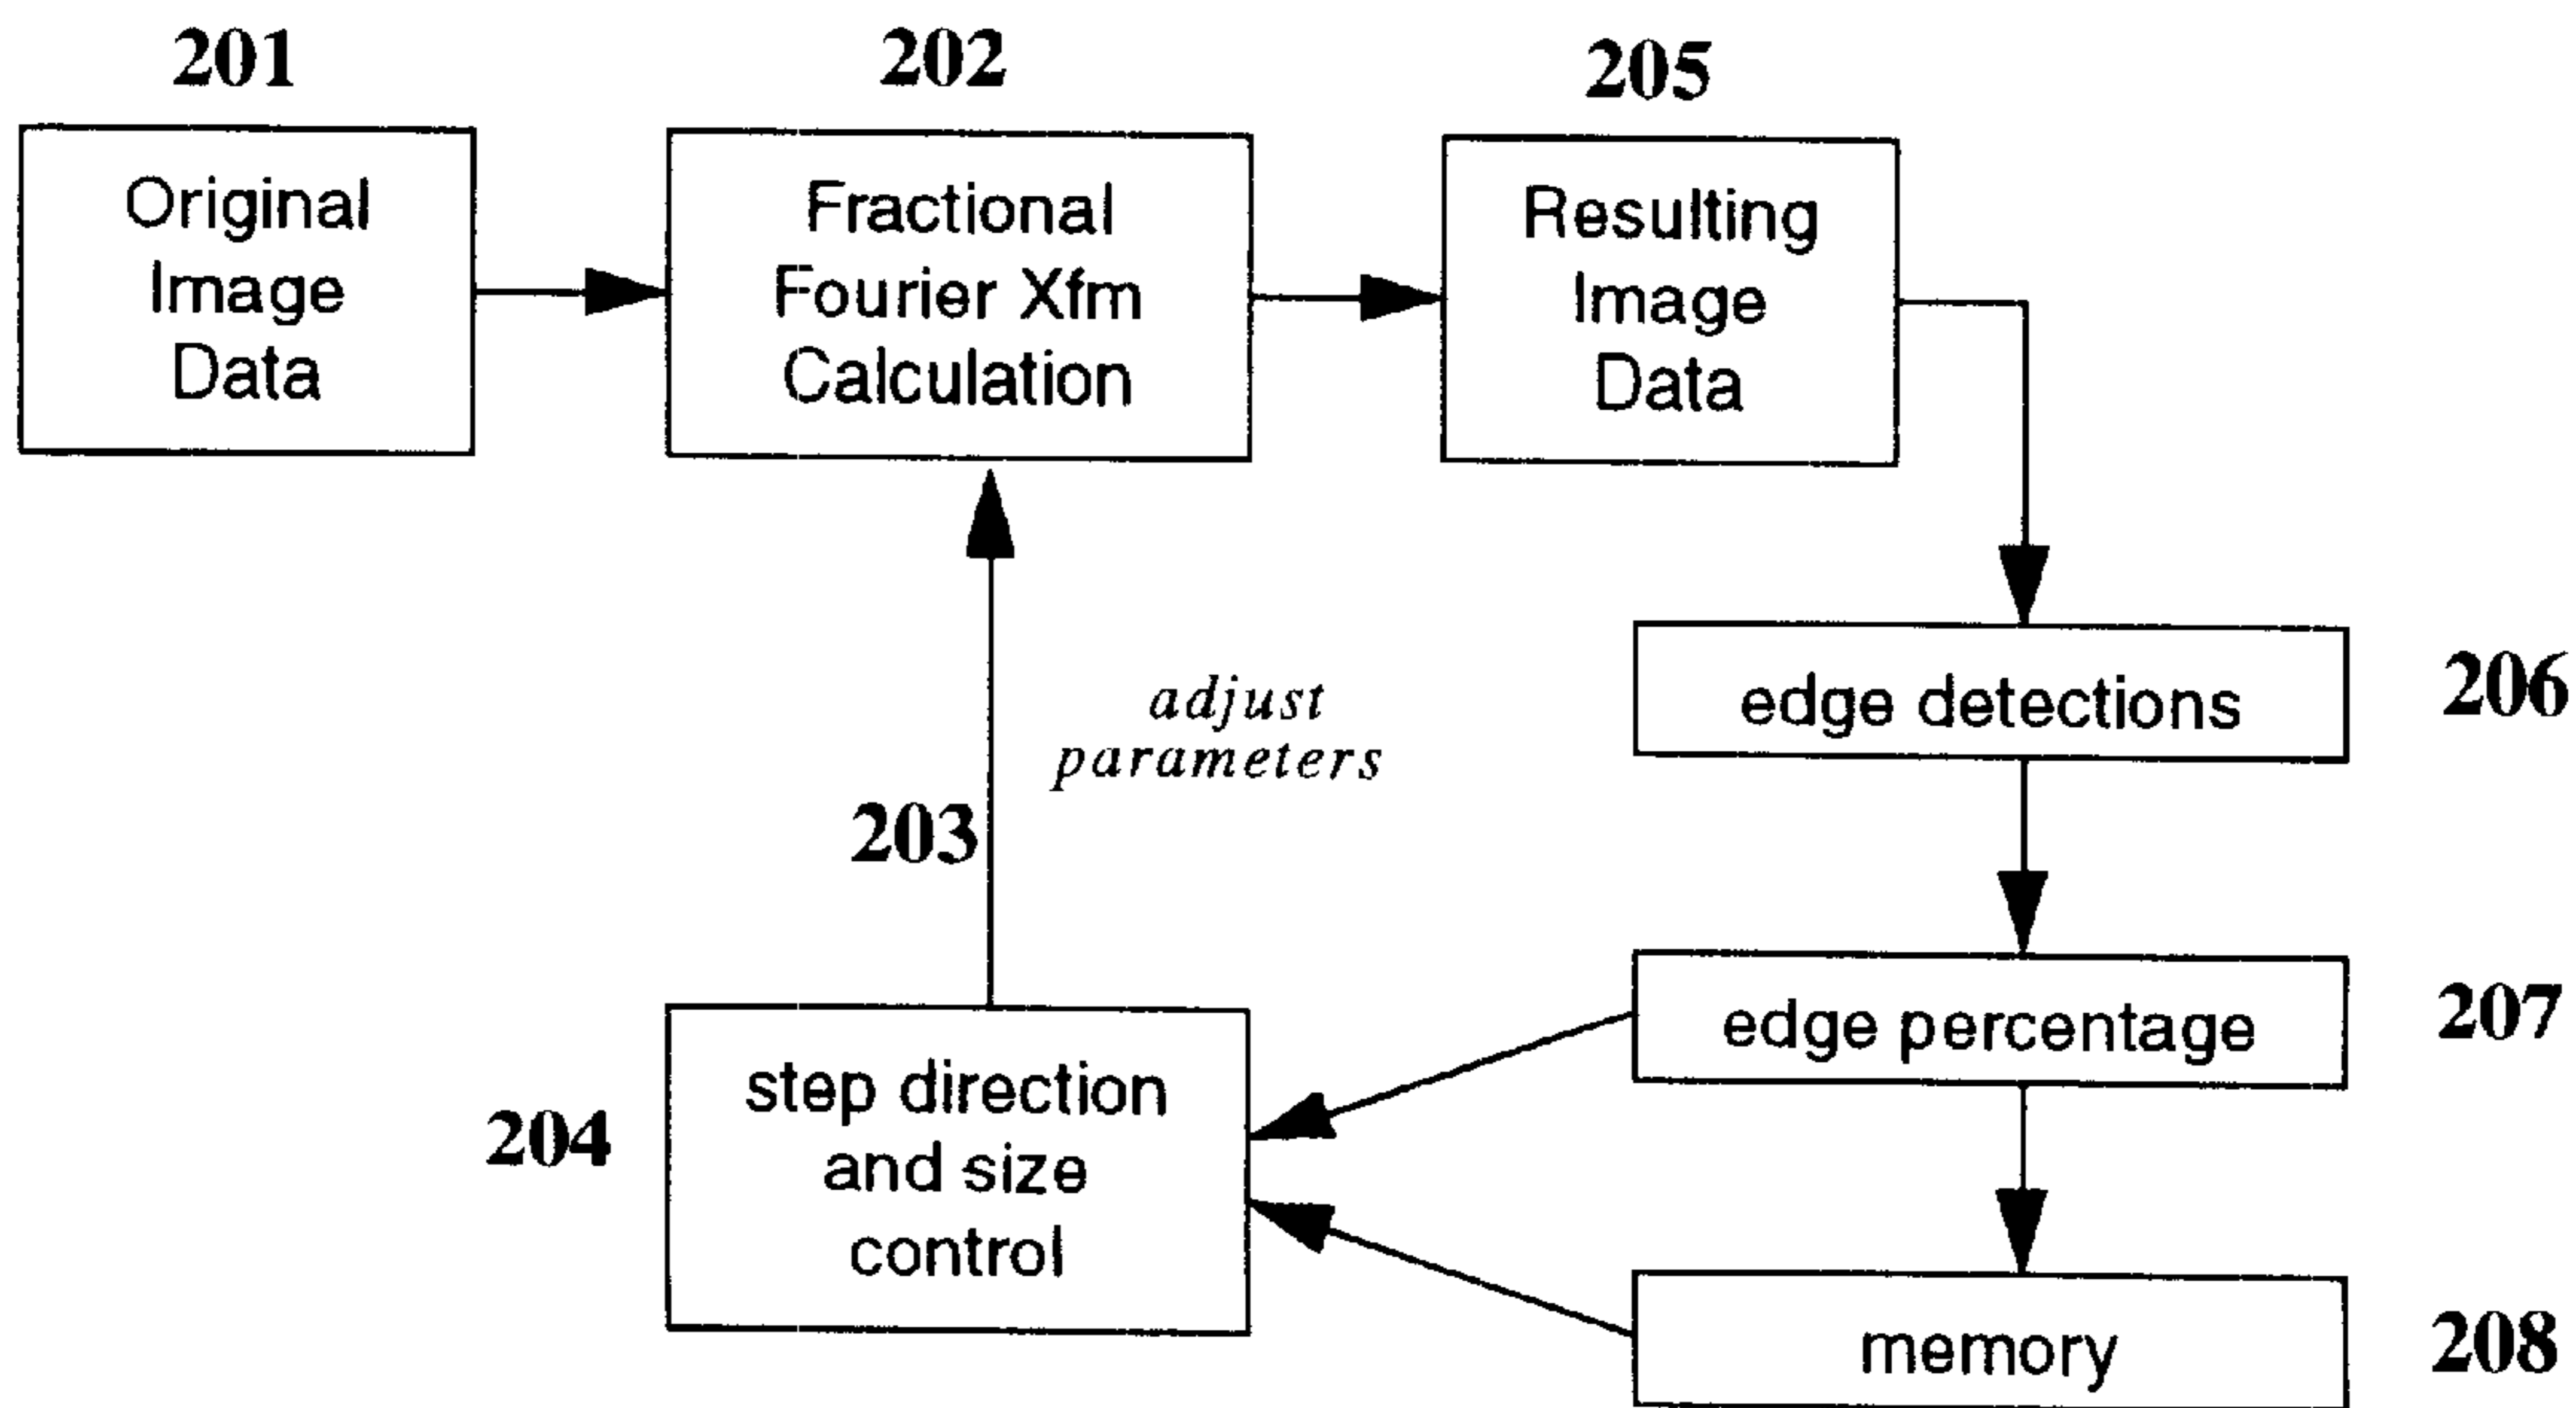 201
202
205
Original
Image
Data
Fractional
Fourier Xfm
Calculation
Resulting
Image
Data
edge detections
206
adjust
parameters
203
edge percentage
207
step direction
and size
control
204
memory
208